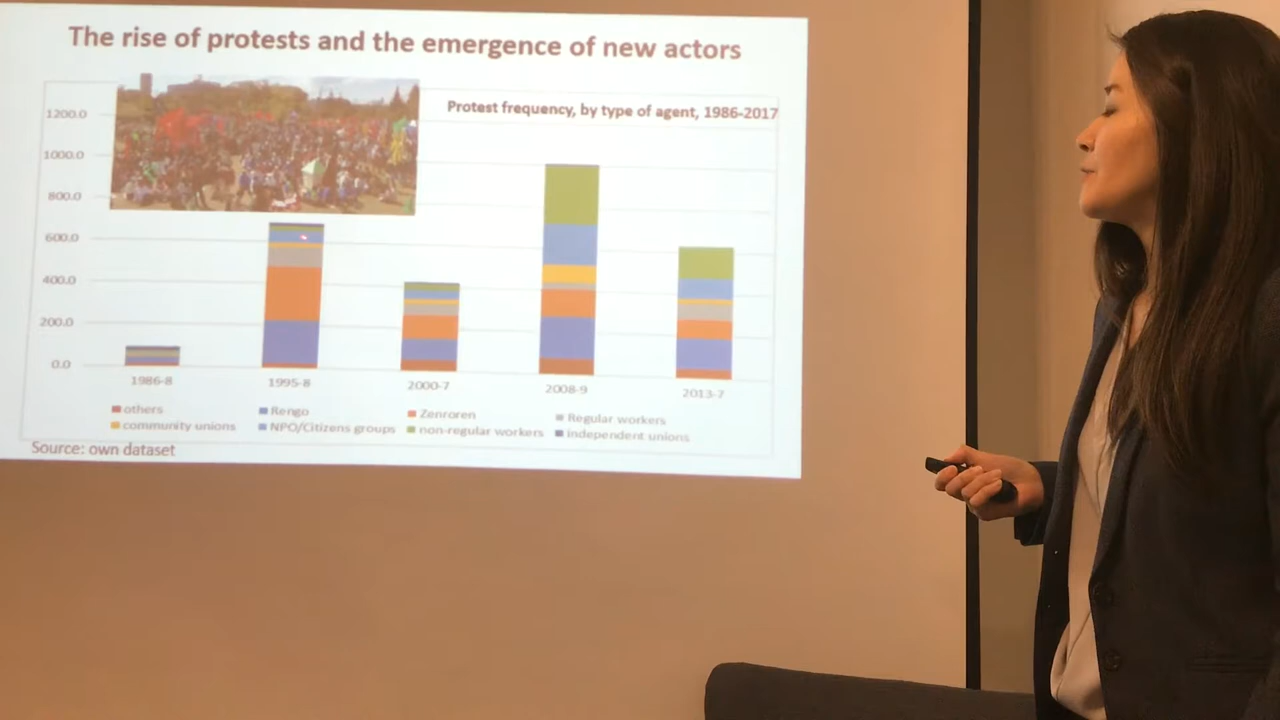 The rise of protests and the emergence of new actors
Protest frequency, by type of agent, 1986-2017
1200.0
1000.0
800.0
600.0
400.0
200.0
0.0
1986-8 1995-8 2000-7 2008-9 2013-7
others Rengo Zenroren Regular workers
community unions NPO/Citizens groups non-regular workers independent unions
Source: own dataset